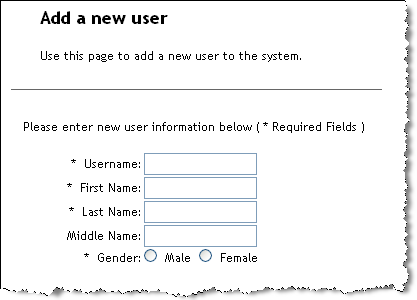 Add a new user
Use this page to add a new user to the system.
Please enter new user information below ( * Required Fields )
* Username:
* First Name:
* Last Name:
Middle Name:
* Gender: Male Female